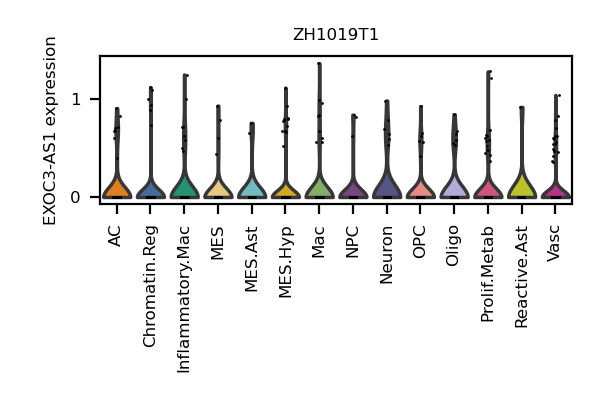 ZH1019T1
EXOC3-AS1 expression
1
0
AC
Chromatin.Reg
Inflammatory.Mac
MES
MES.Ast
MES.Hyp
Mac
NPC
Neuron
OPC
Oligo
Prolif.Metab
Reactive.Ast
Vasc